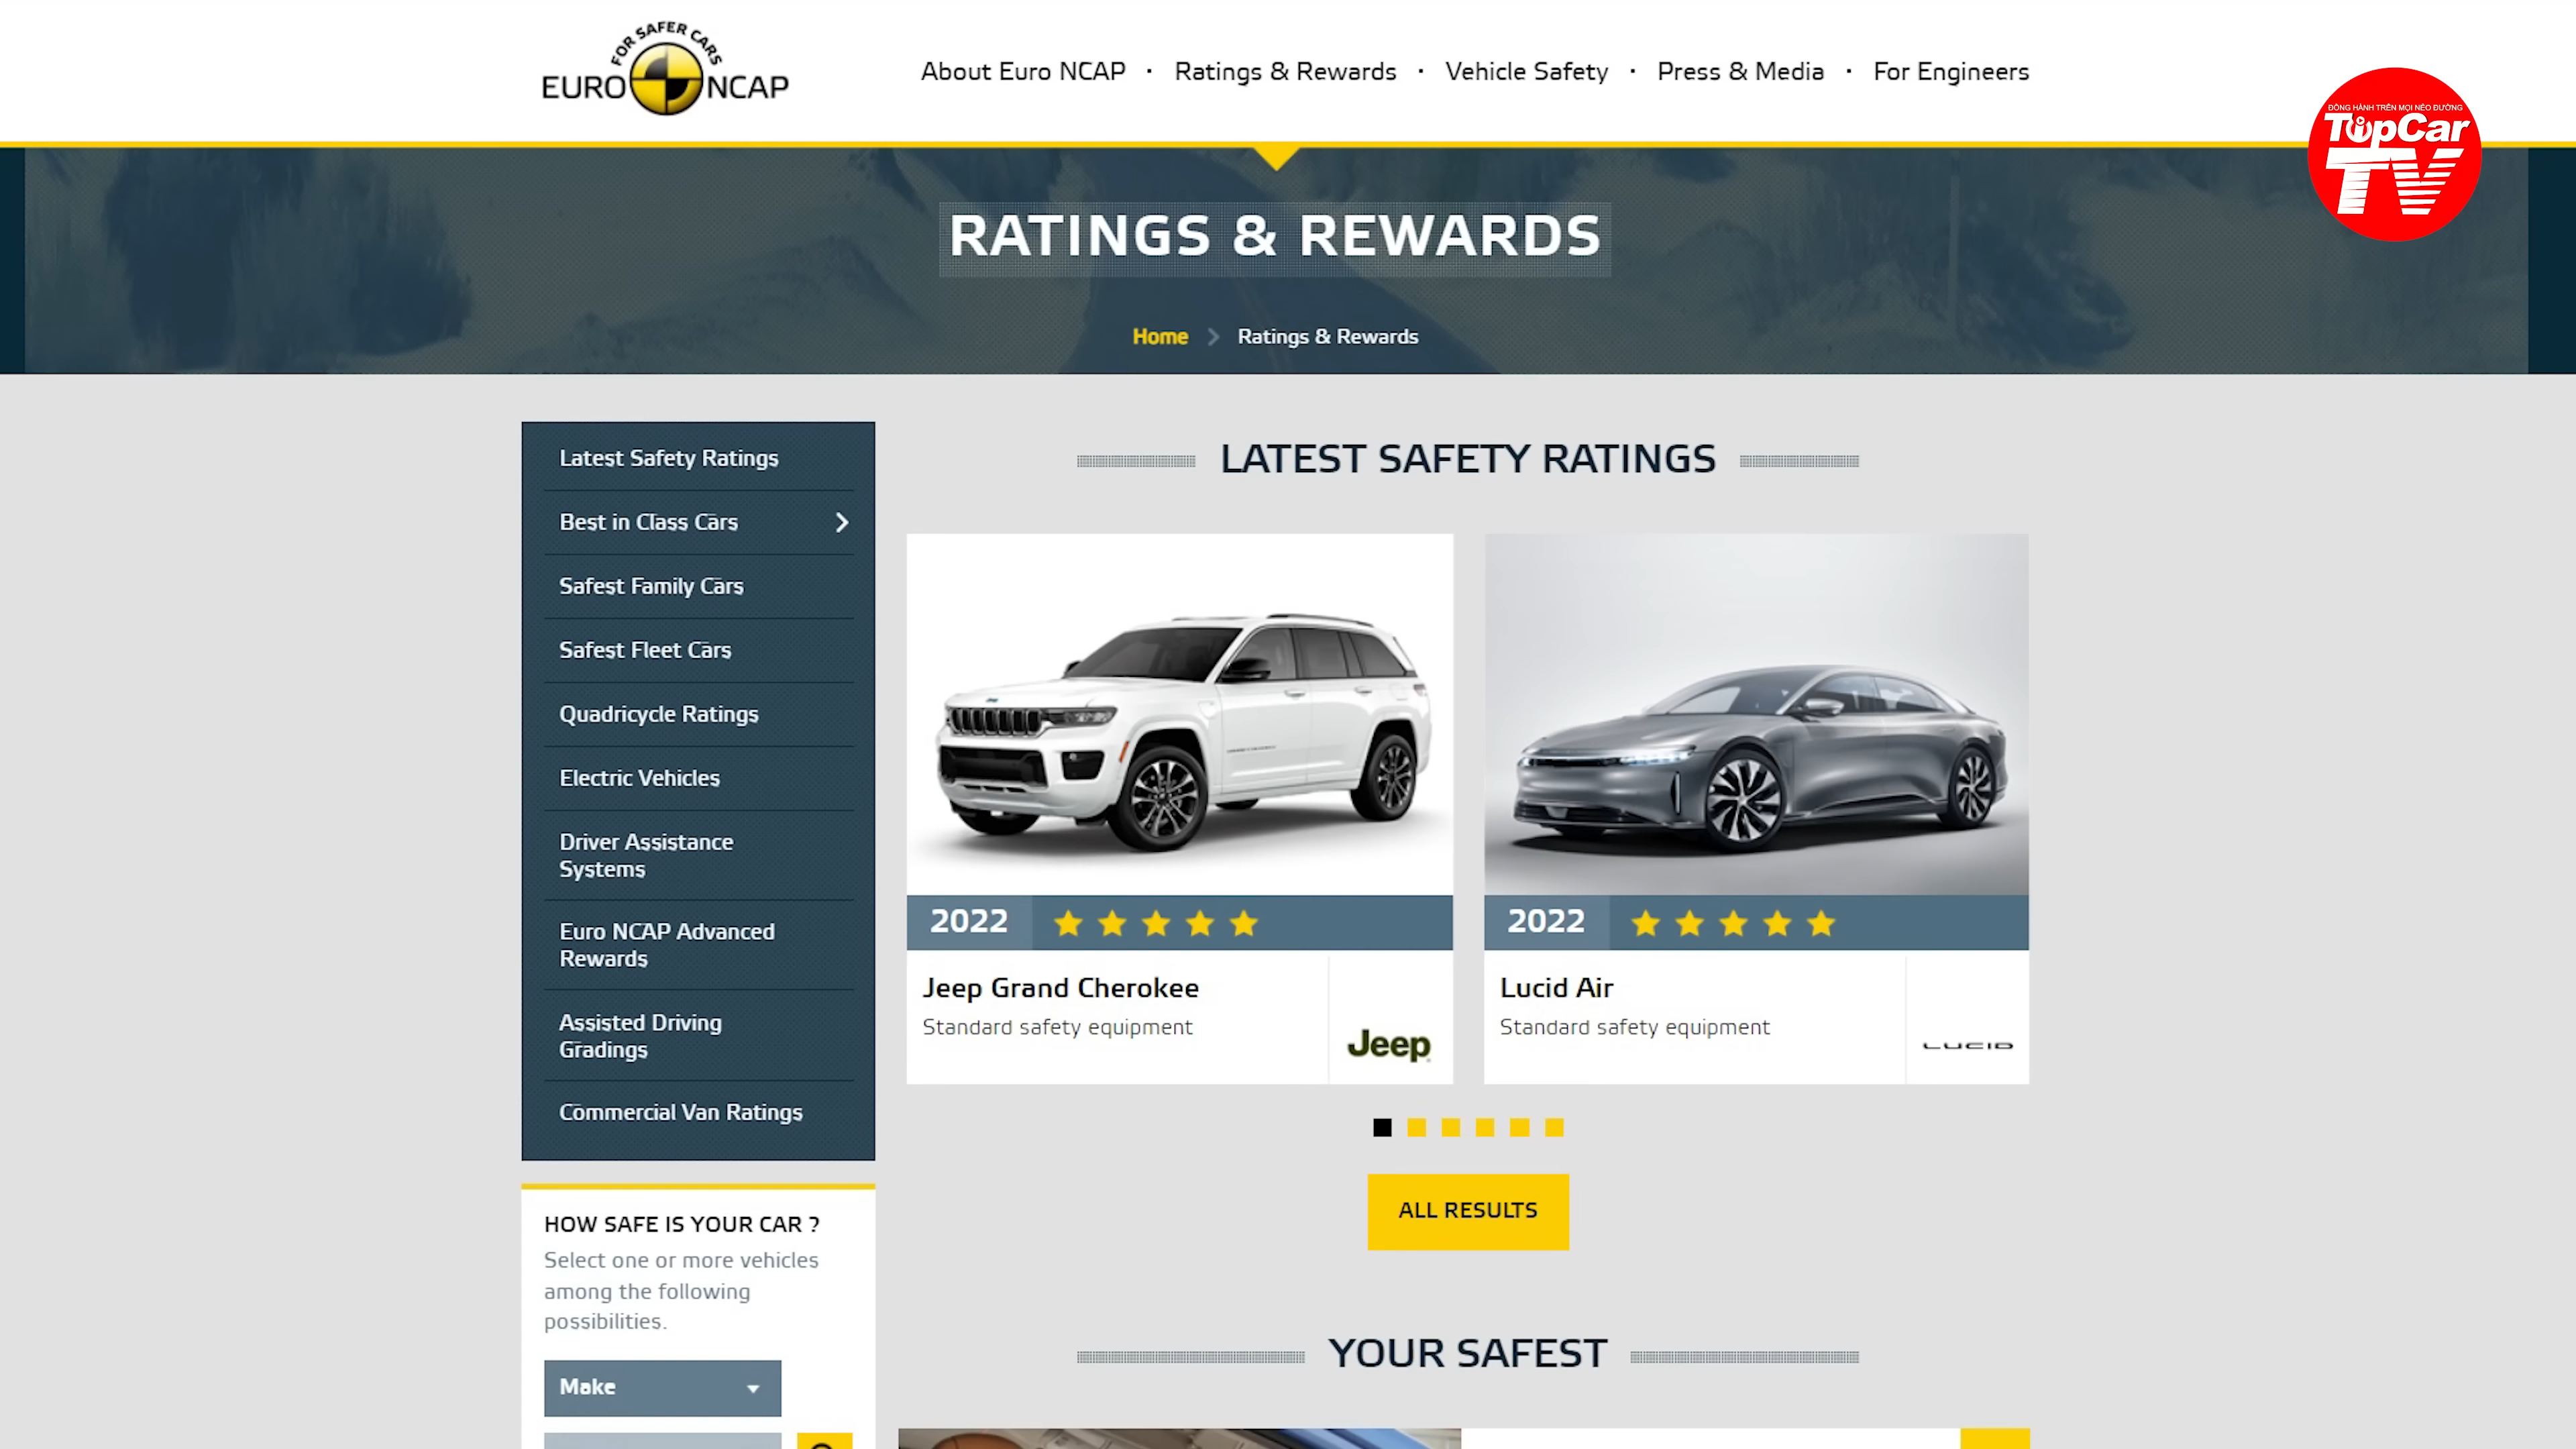 FOR SAFER CARS
EURO NCAP
About Euro NCAP · Ratings & Rewards · Vehicle Safety · Press & Media · For Engineers
ĐỒNG HÀNH TRÊN MỌI NẺO ĐƯỜNG
TopCar
TV
RATINGS & REWARDS
Home > Ratings & Rewards
Latest Safety Ratings
Best in Class Cars
Safest Family Cars
Safest Fleet Cars
Quadricycle Ratings
Electric Vehicles
Driver Assistance
Systems
Euro NCAP Advanced
Rewards
Assisted Driving
Gradings
Commercial Van Ratings
HOW SAFE IS YOUR CAR ?
Select one or more vehicles
among the following
possibilities.
Make
LATEST SAFETY RATINGS
2022
Jeep Grand Cherokee
Standard safety equipment
Jeep
2022
Lucid Air
Standard safety equipment
LUCID
ALL RESULTS
YOUR SAFEST